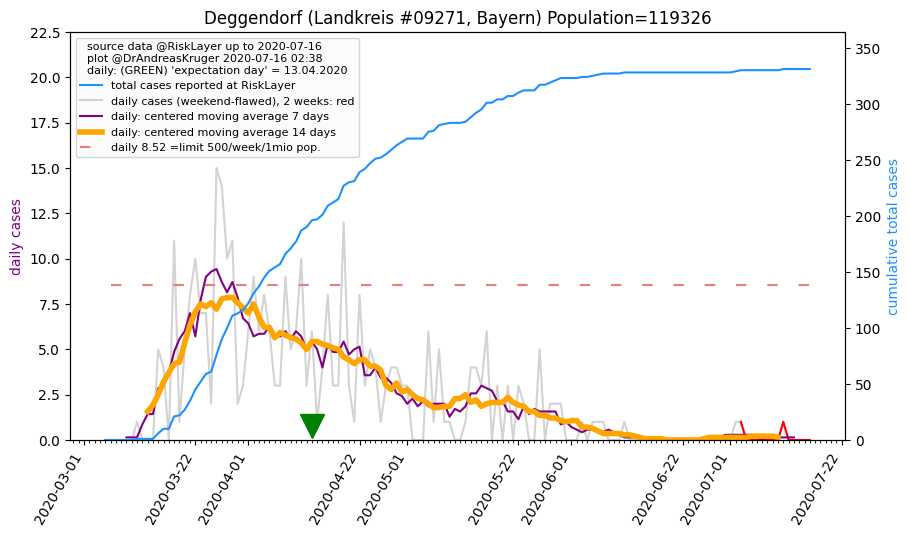 Deggendorf (Landkreis #09271, Bayern) Population=119326
source data @RiskLayer up to 2020-07-16
plot @DrAndreasKruger 2020-07-16 02:38
daily: (GREEN) 'expectation day' = 13.04.2020
total cases reported at RiskLayer
daily cases (weekend-flawed), 2 weeks: red
daily: centered moving average 7 days
daily: centered moving average 14 days
daily 8.52 =limit 500/week/1mio pop.
daily cases
22.5
20.0
17.5
15.0
12.5
10.0
7.5
5.0
2.5
0.0
cumulative total cases
350
300
250
200
150
100
50
0
2020-03-01
2020-03-22
2020-04-01
2020-04-22
2020-05-01
2020-05-22
2020-06-01
2020-06-22
2020-07-01
2020-07-22